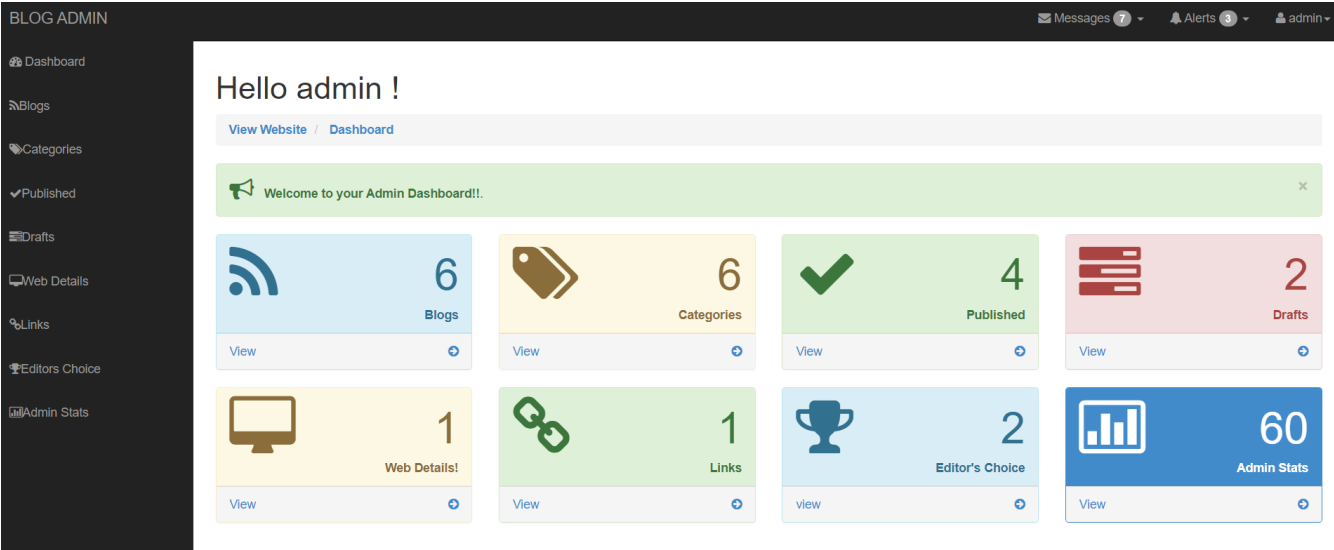 BLOG ADMIN
Messages 7
Alerts 3
admin
Dashboard
Blogs
Categories
Published
Drafts
Web Details
Links
Editors Choice
Admin Stats
Hello admin !
View Website / Dashboard
Welcome to your Admin Dashboard!!.
×
6
Blogs
View
6
Categories
View
4
Published
View
2
Drafts
View
1
Web Details!
View
1
Links
View
2
Editor's Choice
view
60
Admin Stats
View